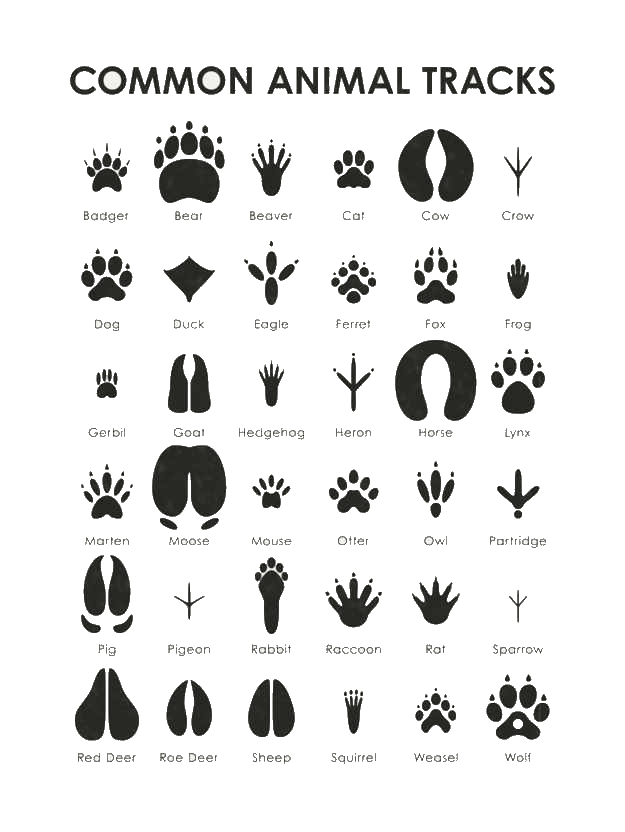 COMMON ANIMAL TRACKS
Badger Bear Beaver Cat Cow Crow
Dog Duck Eagle Ferret Fox Frog
Gerbil Goat Hedgehog Heron Horse Lynx
Marten Moose Mouse Otter Owl Partridge
Pig Pigeon Rabbit Raccoon Rat Sparrow
Red Deer Roe Deer Sheep Squirrel Weasel Wolf